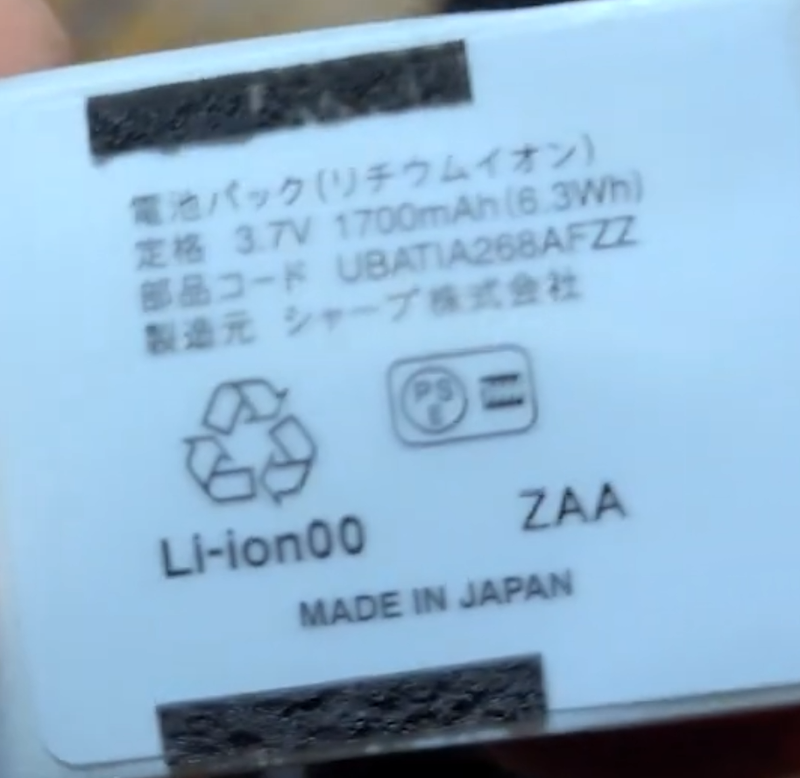 電池パック(リチウムイオン)
定格 3.7V 1700mAh(6.3Wh)
部品コード UBATIA268AFZZ
製造元 シャープ株式会社
PS
E
Li-ion00
ZAA
MADE IN JAPAN